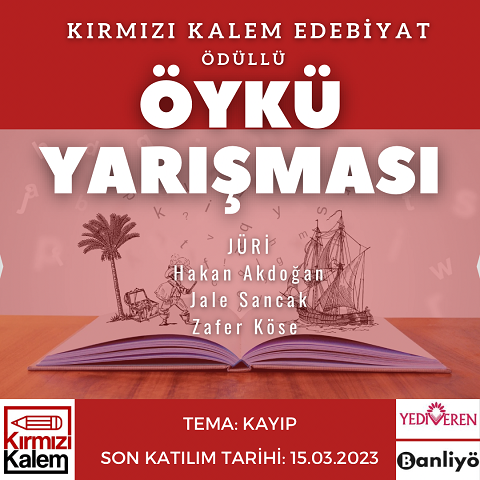 KIRMIZI KALEM EDEBİYAT
ÖDÜLLÜ
ÖYKÜ
YARIŞMASI
JÜRİ
Hakan Akdoğan
Jale Sancak
Zafer Köse
Kırmızı
Kalem
TEMA: KAYIP
SON KATILIM TARİHİ: 15.03.2023
YEDİVEREN
Banliyö